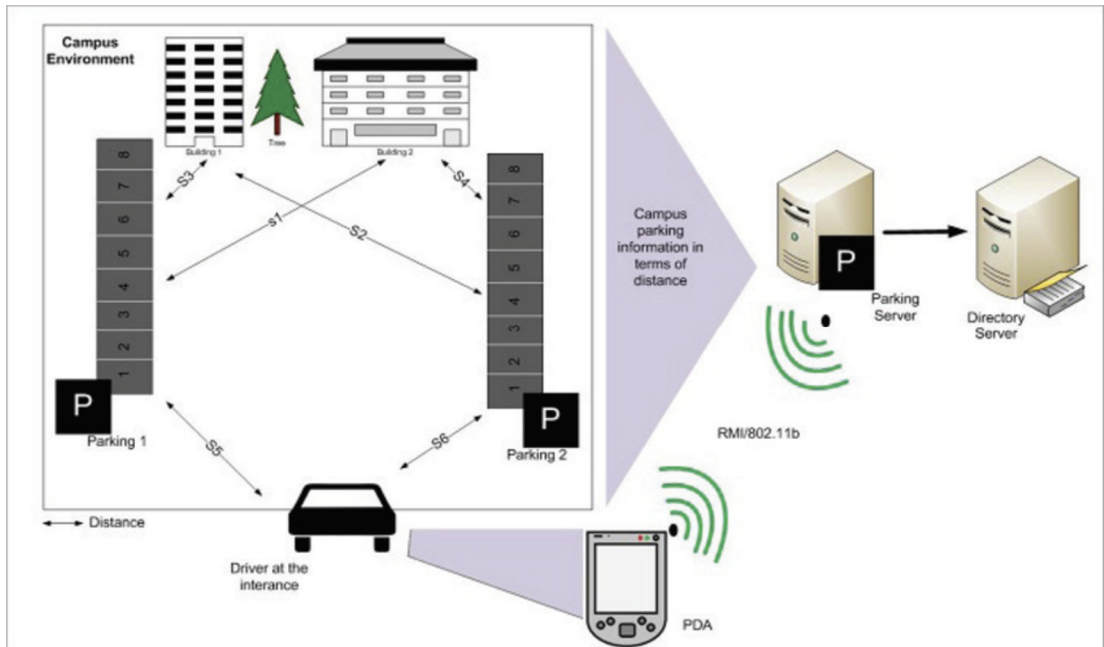 Campus
Environment
Building 1
Tree
Building 2
8
7
6
5
4
3
2
1
P
Parking 1
S3
s1
S2
S4
8
7
6
5
4
3
2
1
P
Parking 2
S5
S6
Distance
Driver at the
interance
Campus
parking
information in
terms of
distance
P
Parking
Server
Directory
Server
RMI/802.11b
PDA